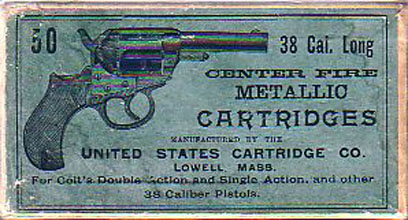 50
38 Cal. Long
CENTER FIRE
METALLIC
CARTRIDGES
MANUFACTURED BY THE
UNITED STATES CARTRIDGE CO.
LOWELL, MASS.
For Colt's Double Action and Single Action, and other
38 Caliber Pistols.